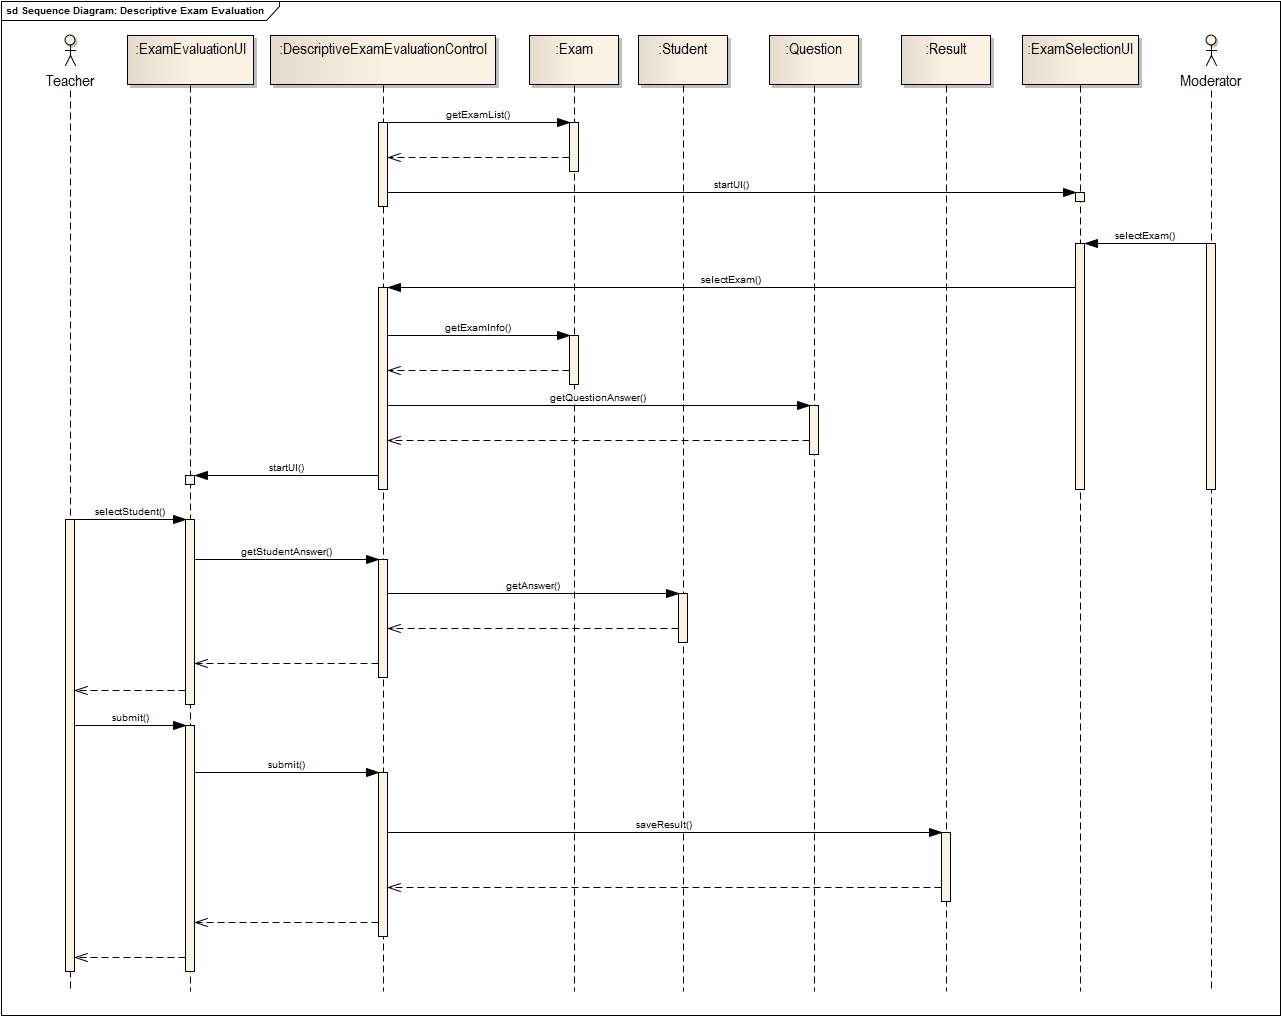 sd Sequence Diagram: Descriptive Exam Evaluation
:ExamEvaluationUI
:DescriptiveExamEvaluationControl
:Exam
:Student
:Question
:Result
:ExamSelectionUI
Teacher
Moderator
getExamList()
startUI()
selectExam()
selectExam()
getExamInfo()
getQuestionAnswer()
startUI()
selectStudent()
getStudentAnswer()
getAnswer()
submit()
submit()
saveResult()